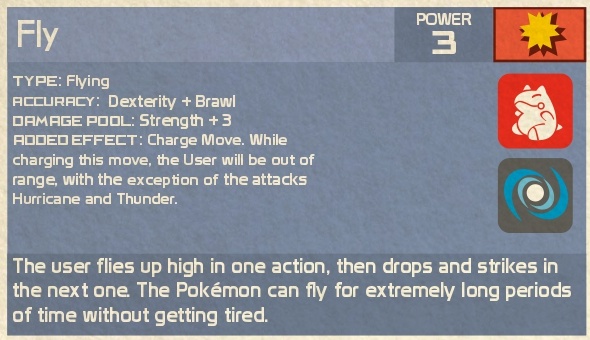 Fly
POWER
3
TYPE: Flying
ACCURACY: Dexterity + Brawl
DAMAGE POOL: Strength + 3
ADDED EFFECT: Charge Move. While
charging this move, the User will be out of
range, with the exception of the attacks
Hurricane and Thunder.
The user flies up high in one action, then drops and strikes in
the next one. The Pokémon can fly for extremely long periods
of time without getting tired.